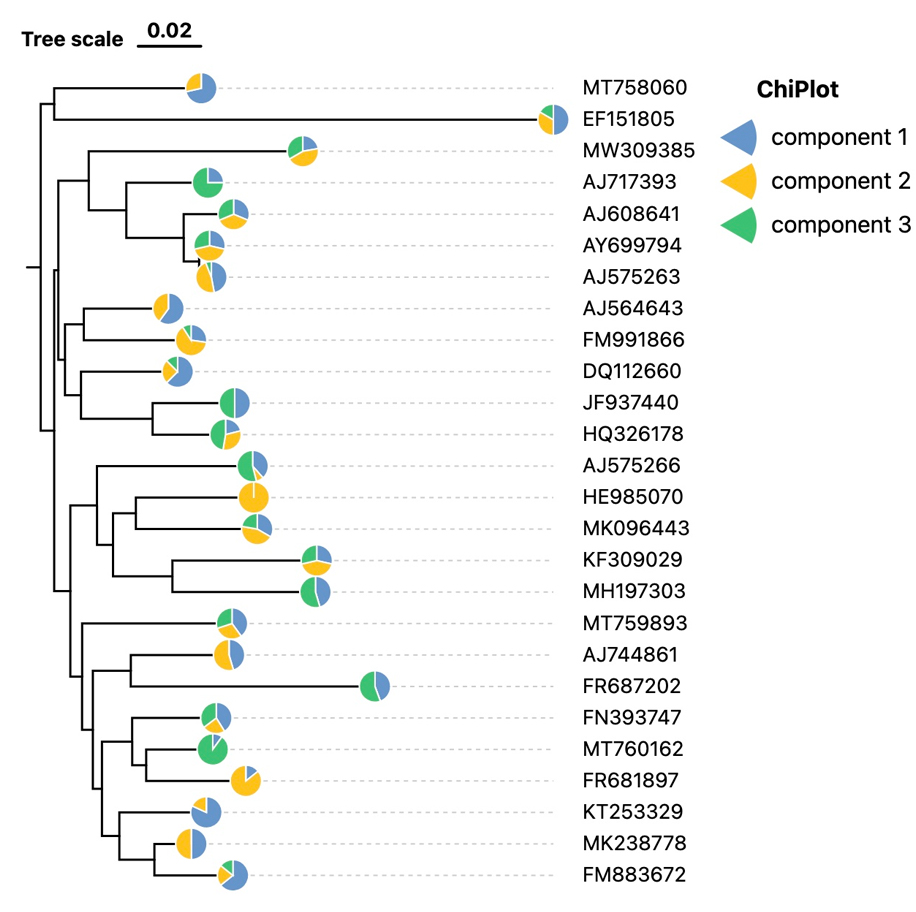 Tree scale 0.02
MT758060
EF151805
MW309385
AJ717393
AJ608641
AY699794
AJ575263
AJ564643
FM991866
DQ112660
JF937440
HQ326178
AJ575266
HE985070
MK096443
KF309029
MH197303
MT759893
AJ744861
FR687202
FN393747
MT760162
FR681897
KT253329
MK238778
FM883672
ChiPlot
component 1
component 2
component 3